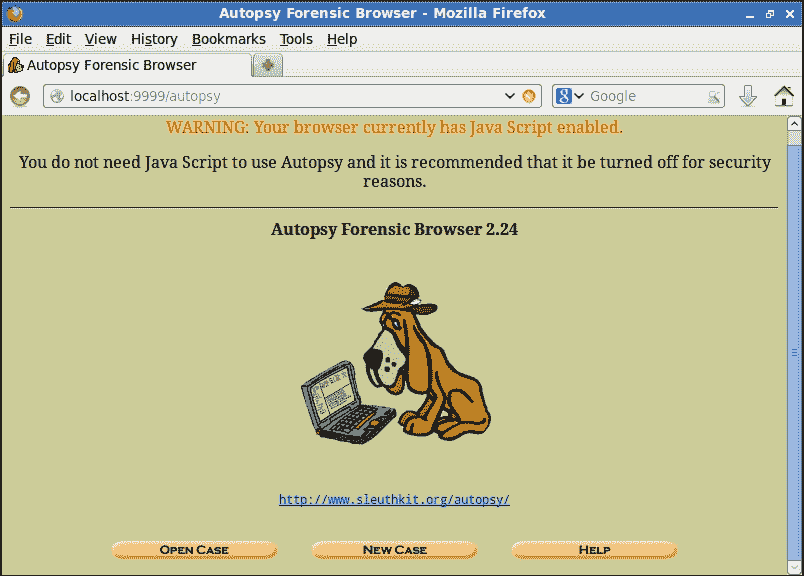 Autopsy Forensic Browser - Mozilla Firefox
File Edit View History Bookmarks Tools Help
Autopsy Forensic Browser
localhost:9999/autopsy
Google
WARNING: Your browser currently has Java Script enabled.
You do not need Java Script to use Autopsy and it is recommended that it be turned off for security
reasons.
Autopsy Forensic Browser 2.24
http://www.sleuthkit.org/autopsy/
OPEN CASE NEW CASE HELP